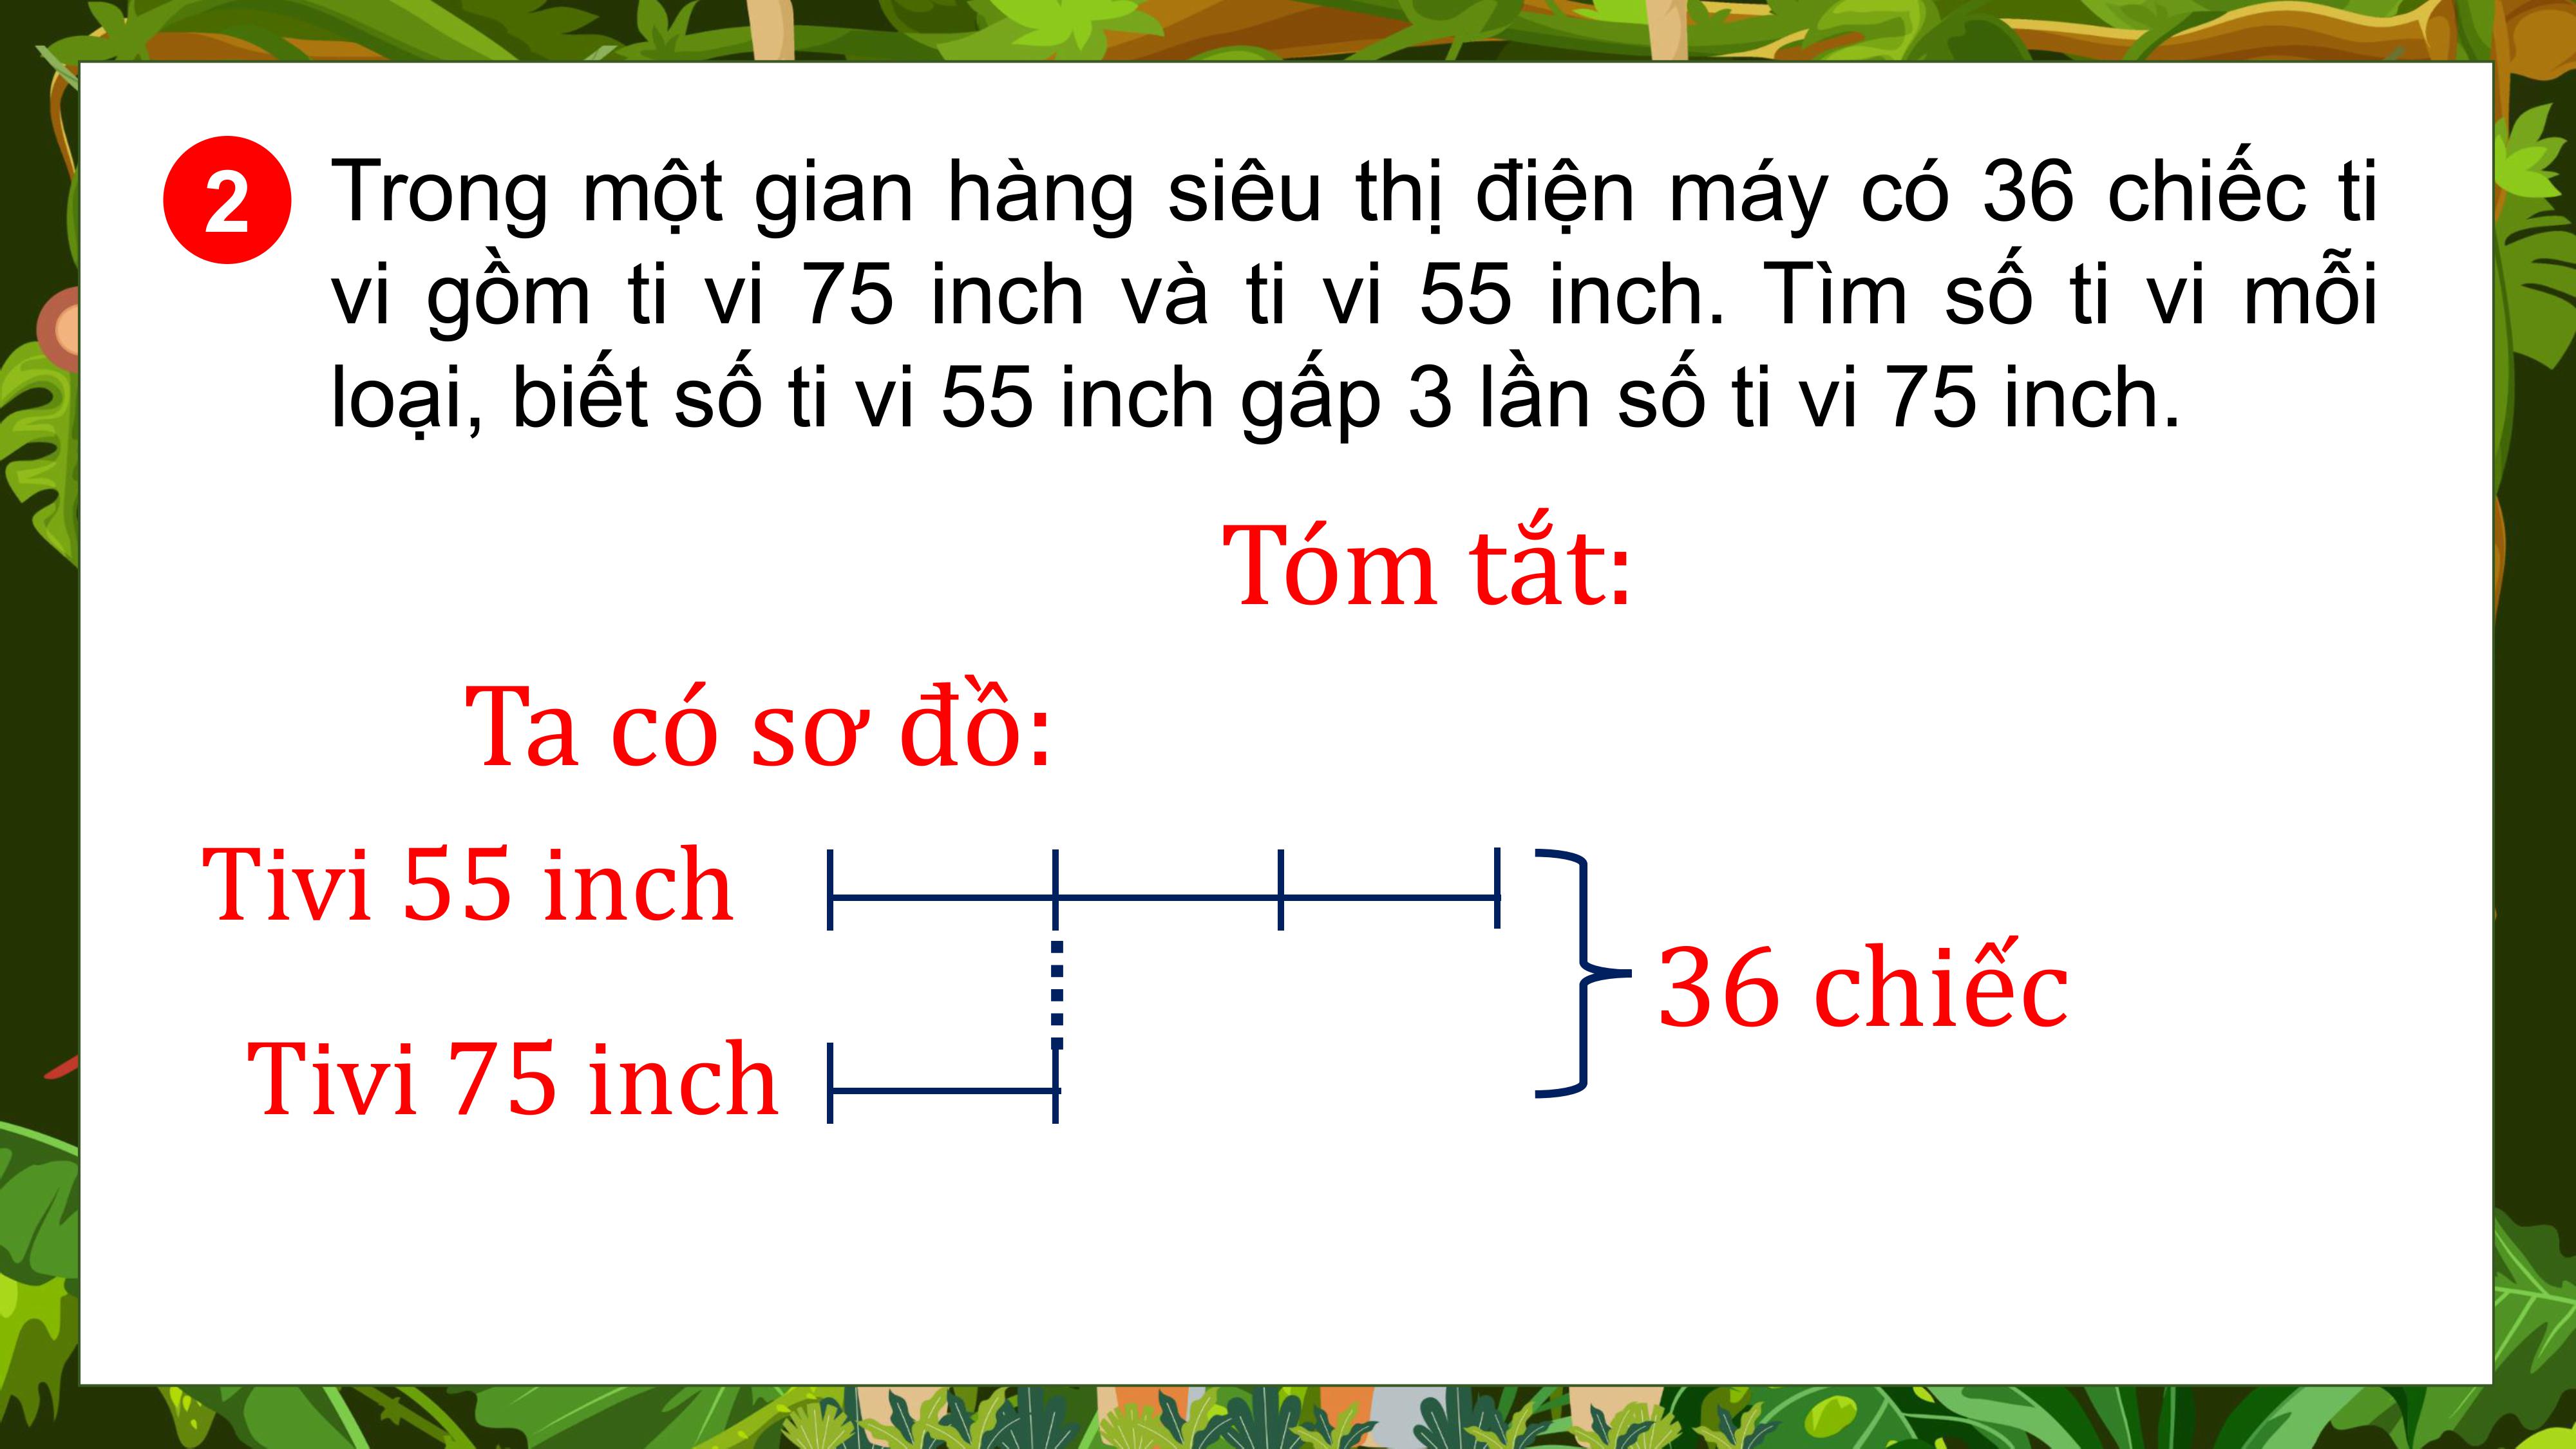 2
Trong một gian hàng siêu thị điện máy có 36 chiếc ti
vi gồm ti vi 75 inch và ti vi 55 inch. Tìm số ti vi mỗi
loại, biết số ti vi 55 inch gấp 3 lần số ti vi 75 inch.
Tóm tắt:
Ta có sơ đồ:
Tivi 55 inch
36 chiếc
Tivi 75 inch